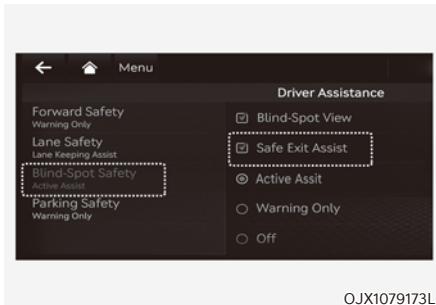 Menu
Driver Assistance
Forward Safety
Warning Only
Lane Safety
Lane Keeping Assist
Blind-Spot Safety
Active Assist
Parking Safety
Warning Only
Blind-Spot View
Safe Exit Assist
Active Assit
Warning Only
Off
OJX1079173L